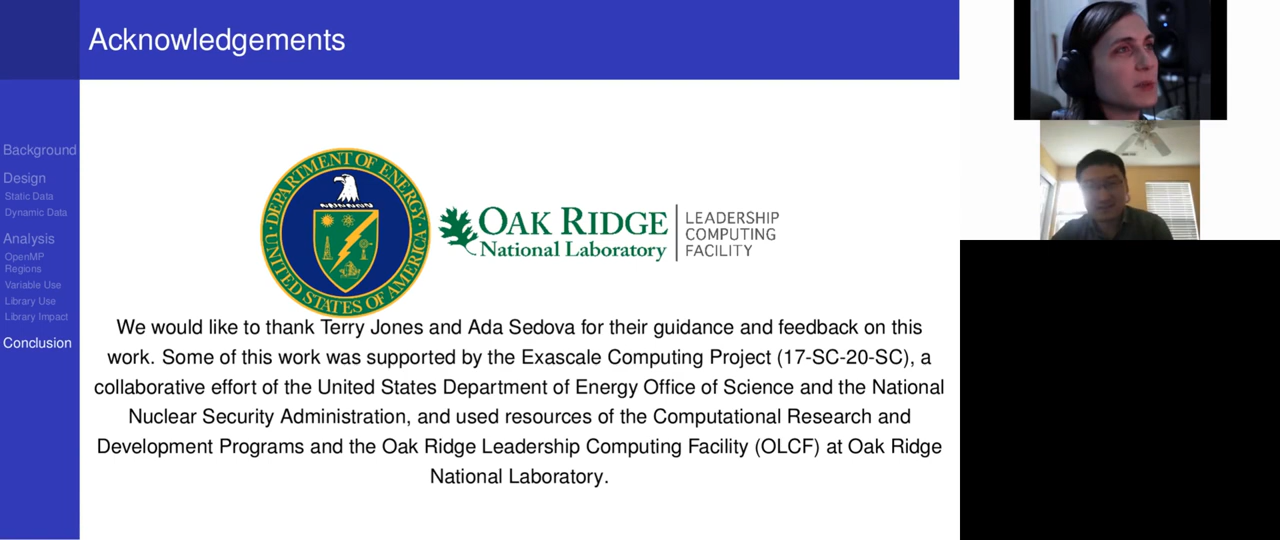 Acknowledgements
Background
Design
Static Data
Dynamic Data
Analysis
OpenMP
Regions
Variable Use
Library Use
Library Impact
Conclusion
DEPARTMENT OF ENERGY
UNITED STATES OF AMERICA
OAK RIDGE
National Laboratory
LEADERSHIP
COMPUTING
FACILITY
We would like to thank Terry Jones and Ada Sedova for their guidance and feedback on this
work. Some of this work was supported by the Exascale Computing Project (17-SC-20-SC), a
collaborative effort of the United States Department of Energy Office of Science and the National
Nuclear Security Administration, and used resources of the Computational Research and
Development Programs and the Oak Ridge Leadership Computing Facility (OLCF) at Oak Ridge
National Laboratory.